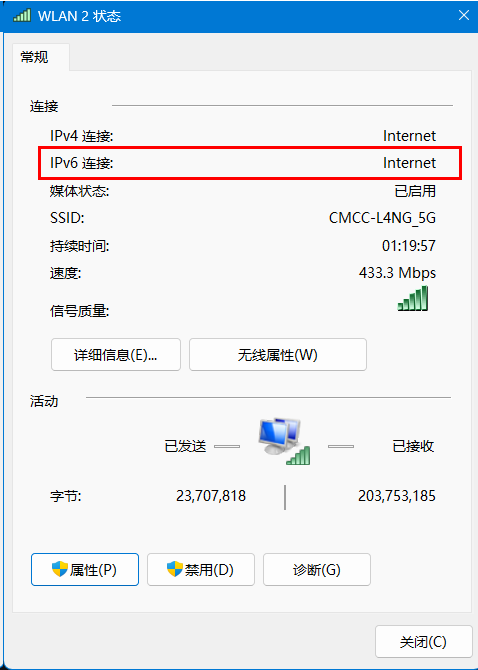 WLAN 2 状态
常规
连接
IPv4 连接: Internet
IPv6 连接: Internet
媒体状态: 已启用
SSID: CMCC-L4NG_5G
持续时间: 01:19:57
速度: 433.3 Mbps
信号质量:
详细信息(E)... 无线属性(W)
活动
已发送 已接收
字节: 23,707,818 203,753,185
属性(P) 禁用(D) 诊断(G)
关闭(C)